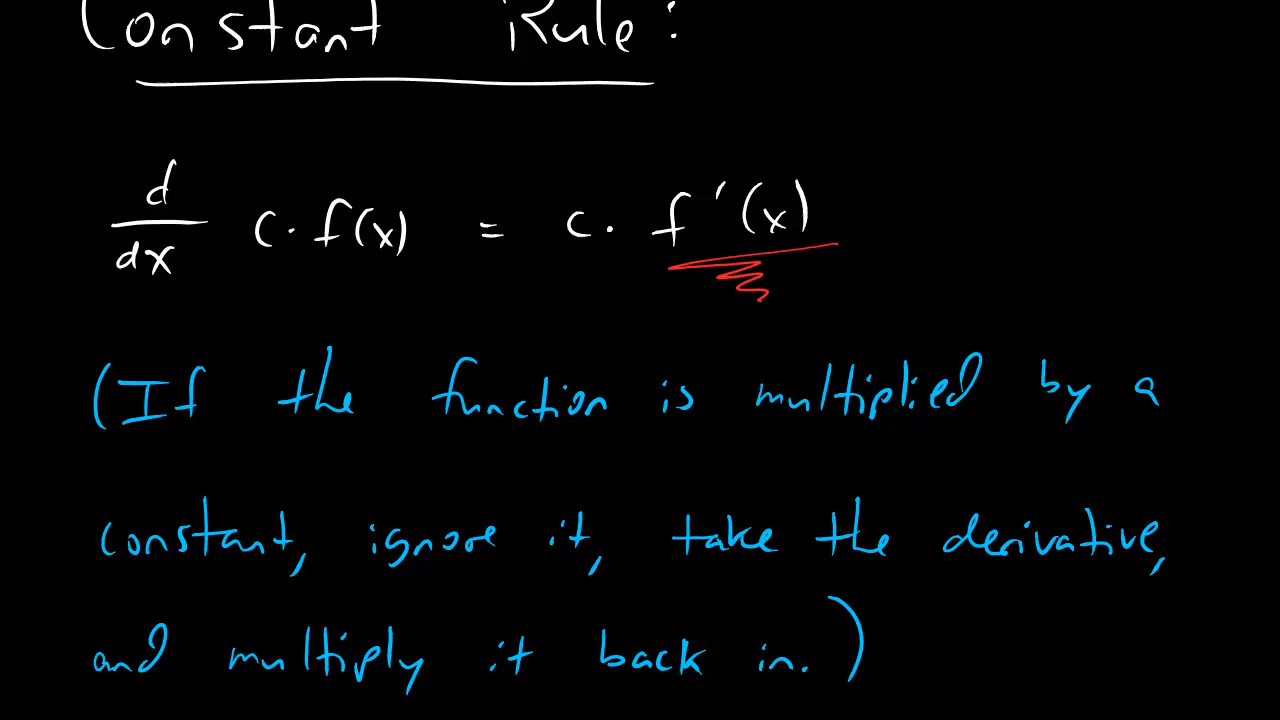 Constant Rule:
d/dx c · f(x) = c · f'(x)
(If the function is multiplied by a
constant, ignore it, take the derivative,
and multiply it back in.)